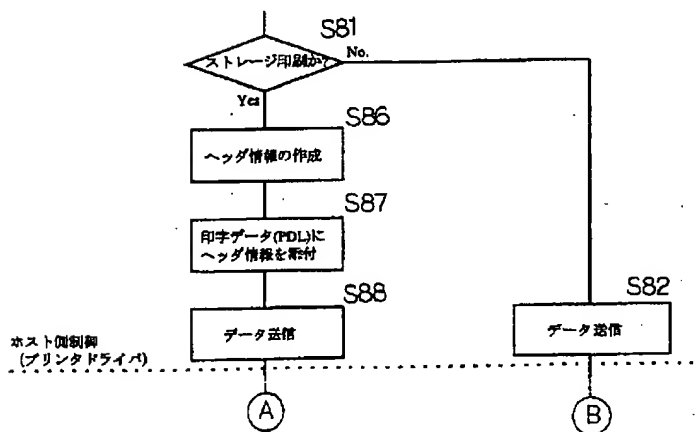 S81
ストレージ印刷か?
No.
Yes
S86
ヘッダ情報の作成
S87
印字データ(PDL)に
ヘッダ情報を添付
S88
データ送信
S82
データ送信
ホスト側制御
(プリンタドライバ)
A
B